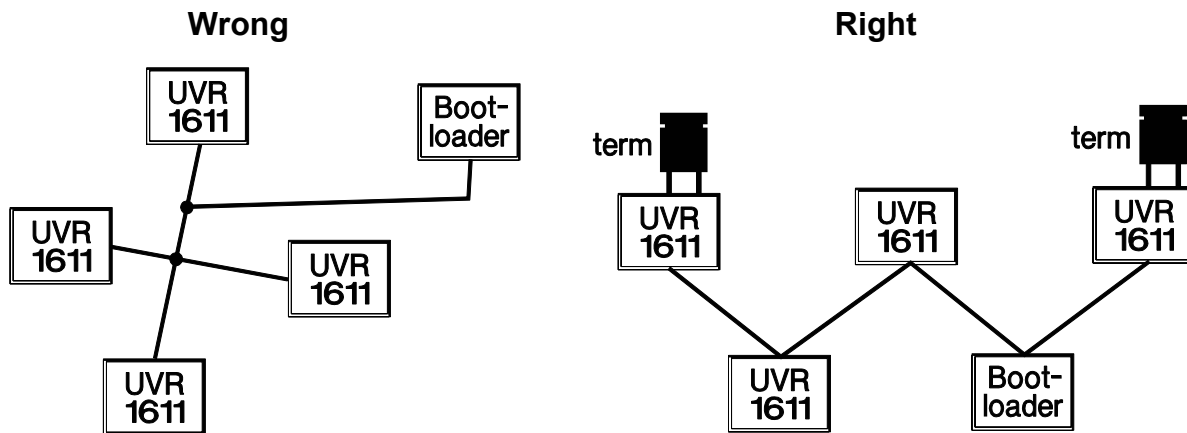 Wrong
UVR
1611
Boot-
loader
UVR
1611
UVR
1611
UVR
1611
Right
term
term
UVR
1611
UVR
1611
UVR
1611
UVR
1611
Boot-
loader